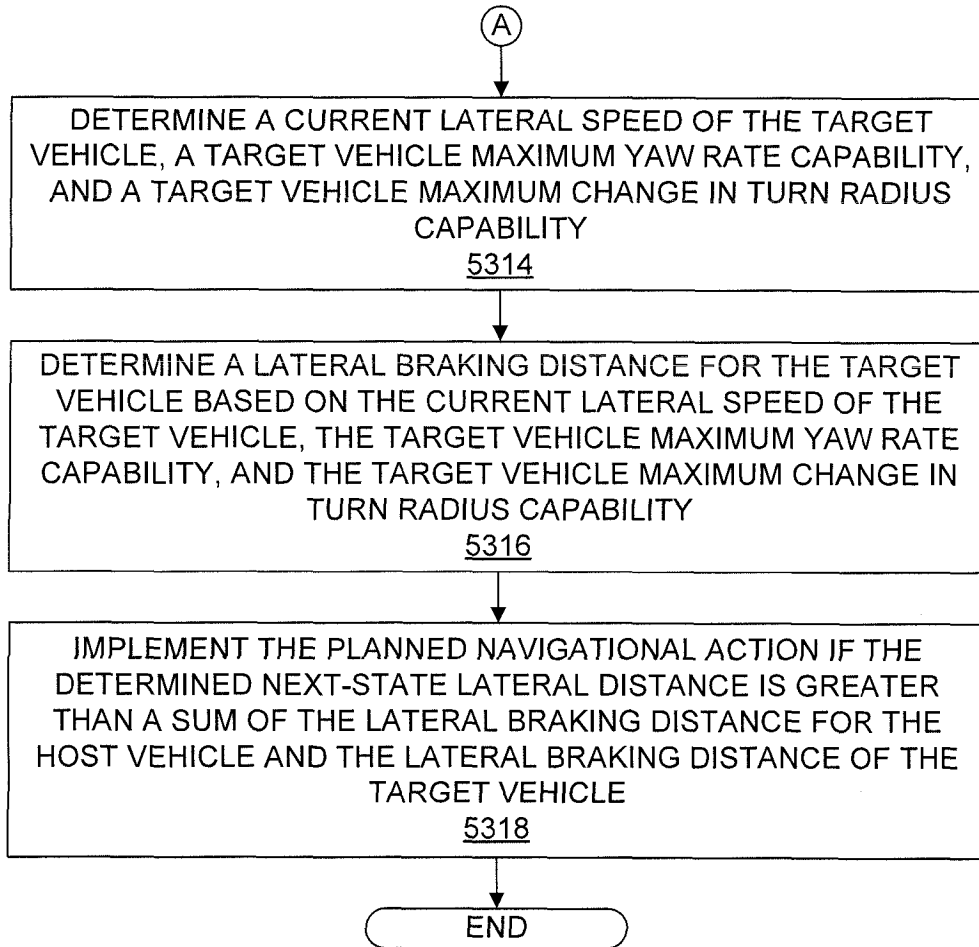 A
DETERMINE A CURRENT LATERAL SPEED OF THE TARGET
VEHICLE, A TARGET VEHICLE MAXIMUM YAW RATE CAPABILITY,
AND A TARGET VEHICLE MAXIMUM CHANGE IN TURN RADIUS
CAPABILITY
5314
DETERMINE A LATERAL BRAKING DISTANCE FOR THE TARGET
VEHICLE BASED ON THE CURRENT LATERAL SPEED OF THE
TARGET VEHICLE, THE TARGET VEHICLE MAXIMUM YAW RATE
CAPABILITY, AND THE TARGET VEHICLE MAXIMUM CHANGE IN
TURN RADIUS CAPABILITY
5316
IMPLEMENT THE PLANNED NAVIGATIONAL ACTION IF THE
DETERMINED NEXT-STATE LATERAL DISTANCE IS GREATER
THAN A SUM OF THE LATERAL BRAKING DISTANCE FOR THE
HOST VEHICLE AND THE LATERAL BRAKING DISTANCE OF THE
TARGET VEHICLE
5318
END